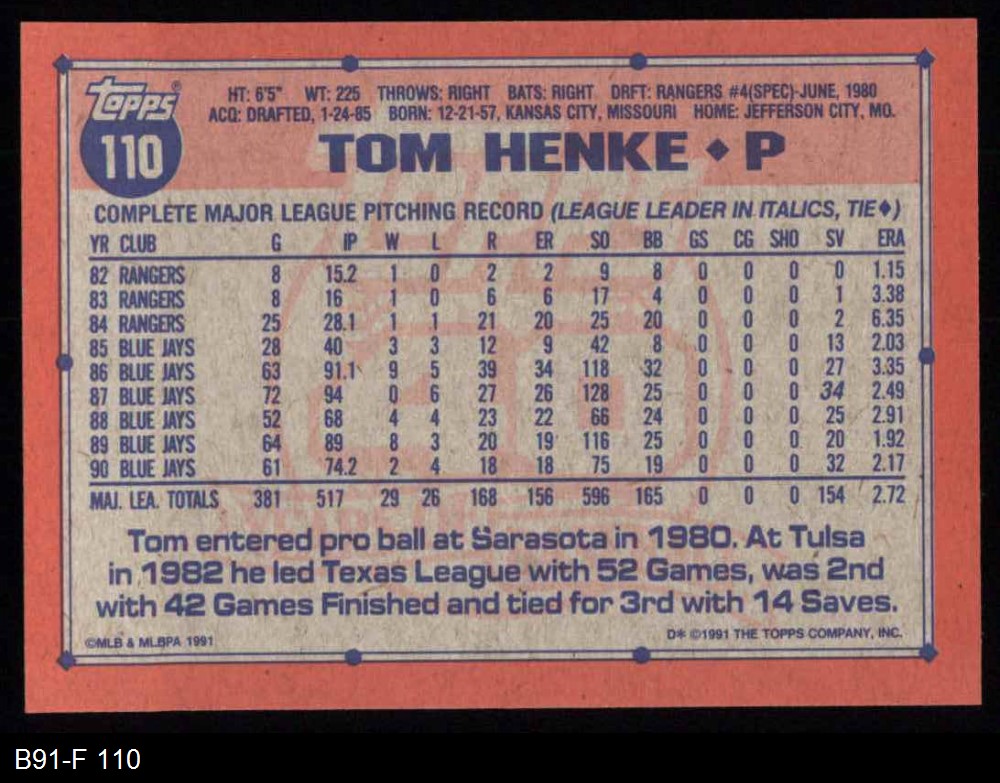 Topps®
110
HT: 6'5" WT: 225 THROWS: RIGHT BATS: RIGHT DRFT: RANGERS #4(SPEC)-JUNE, 1980
ACQ: DRAFTED, 1-24-85 BORN: 12-21-57, KANSAS CITY, MISSOURI HOME: JEFFERSON CITY, MO.
TOM HENKE ♦ P
COMPLETE MAJOR LEAGUE PITCHING RECORD (LEAGUE LEADER IN ITALICS, TIE♦)
YR CLUB G IP W L R ER SO BB GS CG SHO SV ERA
82 RANGERS 8 15.2 1 0 2 2 9 8 0 0 0 0 1.15
83 RANGERS 8 16 1 0 6 6 17 4 0 0 0 1 3.38
84 RANGERS 25 28.1 1 1 21 20 25 20 0 0 0 2 6.35
85 BLUE JAYS 28 40 3 3 12 9 42 8 0 0 0 13 2.03
86 BLUE JAYS 63 91.1 9 5 39 34 118 32 0 0 0 27 3.35
87 BLUE JAYS 72 94 0 6 27 26 128 25 0 0 0 34 2.49
88 BLUE JAYS 52 68 4 4 23 22 66 24 0 0 0 25 2.91
89 BLUE JAYS 64 89 8 3 20 19 116 25 0 0 0 20 1.92
90 BLUE JAYS 61 74.2 2 4 18 18 75 19 0 0 0 32 2.17
MAJ. LEA. TOTALS 381 517 29 26 168 156 596 165 0 0 0 154 2.72
Tom entered pro ball at Sarasota in 1980. At Tulsa
in 1982 he led Texas League with 52 Games, was 2nd
with 42 Games Finished and tied for 3rd with 14 Saves.
©MLB & MLBPA 1991
D* ©1991 THE TOPPS COMPANY, INC.
B91-F 110